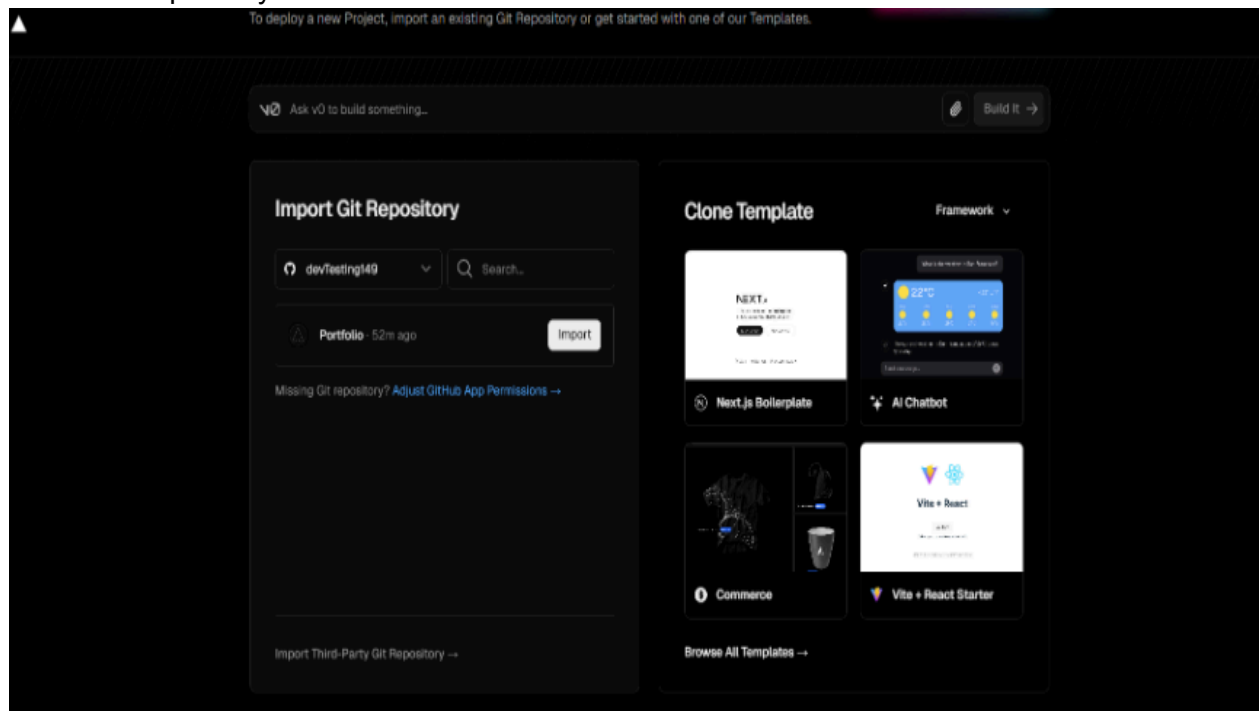 To deploy a new Project, import an existing Git Repository or get started with one of our Templates.
v0 Ask v0 to build something...
Build It →
Import Git Repository
devTesting149
Search...
Portfolio · 52m ago
Import
Missing Git repository? Adjust GitHub App Permissions →
Import Third-Party Git Repository →
Clone Template
Framework
NEXT.js
Next.js Boilerplate
22°C
AI Chatbot
Commerce
Vite + React
Vite + React Starter
Browse All Templates →